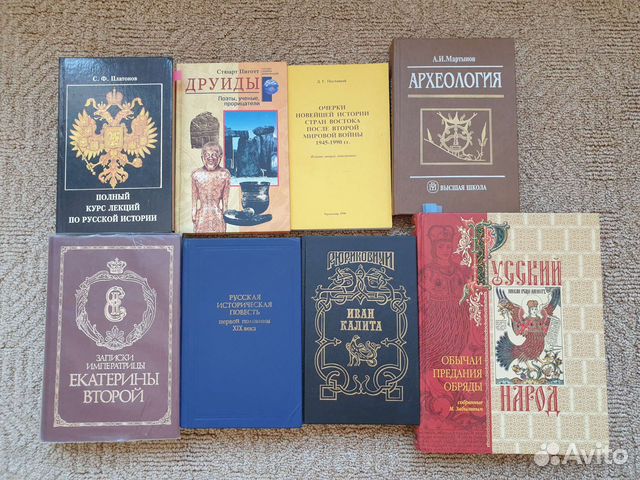 С. Ф. Платонов
ПОЛНЫЙ
КУРС ЛЕКЦИЙ
ПО РУССКОЙ ИСТОРИИ
Стюарт Пиготт
ДРУИДЫ
Поэты, ученые,
прорицатели
ОЧЕРКИ
НОВЕЙШЕЙ ИСТОРИИ
СТРАН ВОСТОКА
ПОСЛЕ ВТОРОЙ
МИРОВОЙ ВОЙНЫ
1945-1990 гг.
А.И.Мартынов
АРХЕОЛОГИЯ
ВЫСШАЯ ШКОЛА
ЗАПИСКИ
ИМПЕРАТРИЦЫ
ЕКАТЕРИНЫ
ВТОРОЙ
РУССКАЯ
ИСТОРИЧЕСКАЯ
ПОВЕСТЬ
первой половины
XIX века
РЮРИКОВИЧИ
ИВАН
КАЛИТА
РУССКИЙ
НАРОД
ОБЫЧАИ
ПРЕДАНИЯ
ОБРЯДЫ
собранные
М. Забылиным
Avito